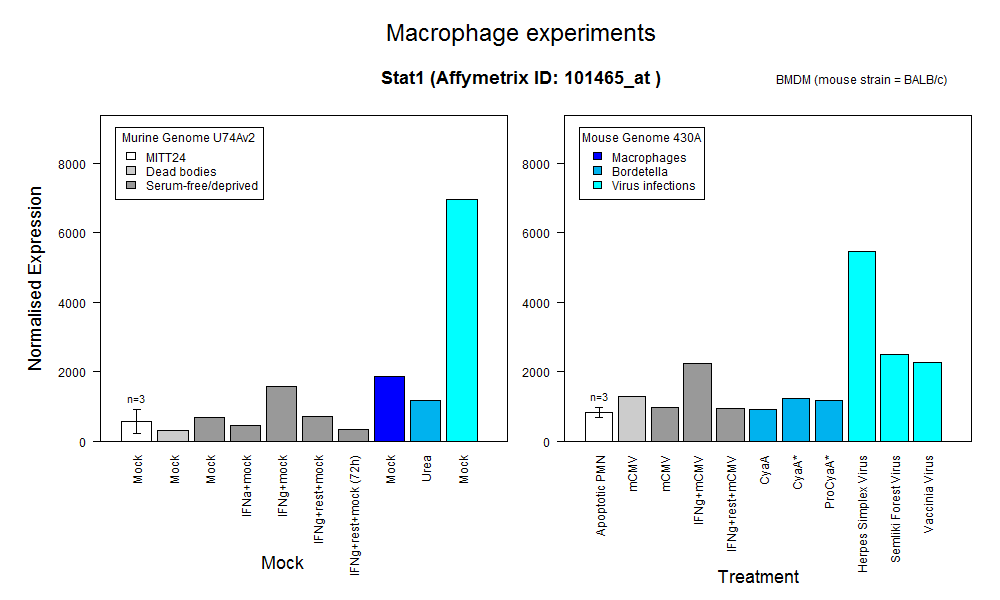 Macrophage experiments
Stat1 (Affymetrix ID: 101465_at )
BMDM (mouse strain = BALB/c)
Normalised Expression
Murine Genome U74Av2
MITT24
Dead bodies
Serum-free/deprived
8000
6000
4000
2000
0
n=3
Mock
Mock
Mock
IFNa+mock
IFNg+mock
IFNg+rest+mock
IFNg+rest+mock (72h)
Mock
Urea
Mock
Mock
Mouse Genome 430A
Macrophages
Bordetella
Virus infections
8000
6000
4000
2000
0
n=3
Apoptotic PMN
mCMV
mCMV
IFNg+mCMV
IFNg+rest+mCMV
CyaA
CyaA*
ProCyaA*
Herpes Simplex Virus
Semliki Forest Virus
Vaccinia Virus
Treatment